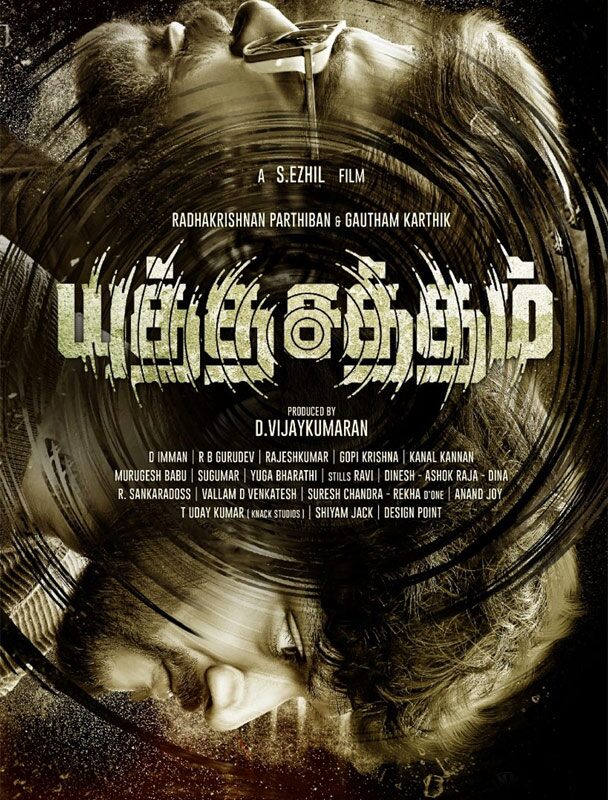 A S.EZHIL FILM
RADHAKRISHNAN PARTHIBAN & GAUTHAM KARTHIK
யுத்த சத்தம்
PRODUCED BY
D.VIJAYKUMARAN
D IMMAN | R B GURUDEV | RAJESHKUMAR | GOPI KRISHNA | KANAL KANNAN
MURUGESH BABU | SUGUMAR | YUGA BHARATHI | STILLS RAVI | DINESH - ASHOK RAJA - DINA
R. SANKARADOSS | VALLAM D VENKATESH | SURESH CHANDRA - REKHA D'ONE | ANAND JOY
T UDAY KUMAR ( KNACK STUDIOS ) | SHIYAM JACK | DESIGN POINT